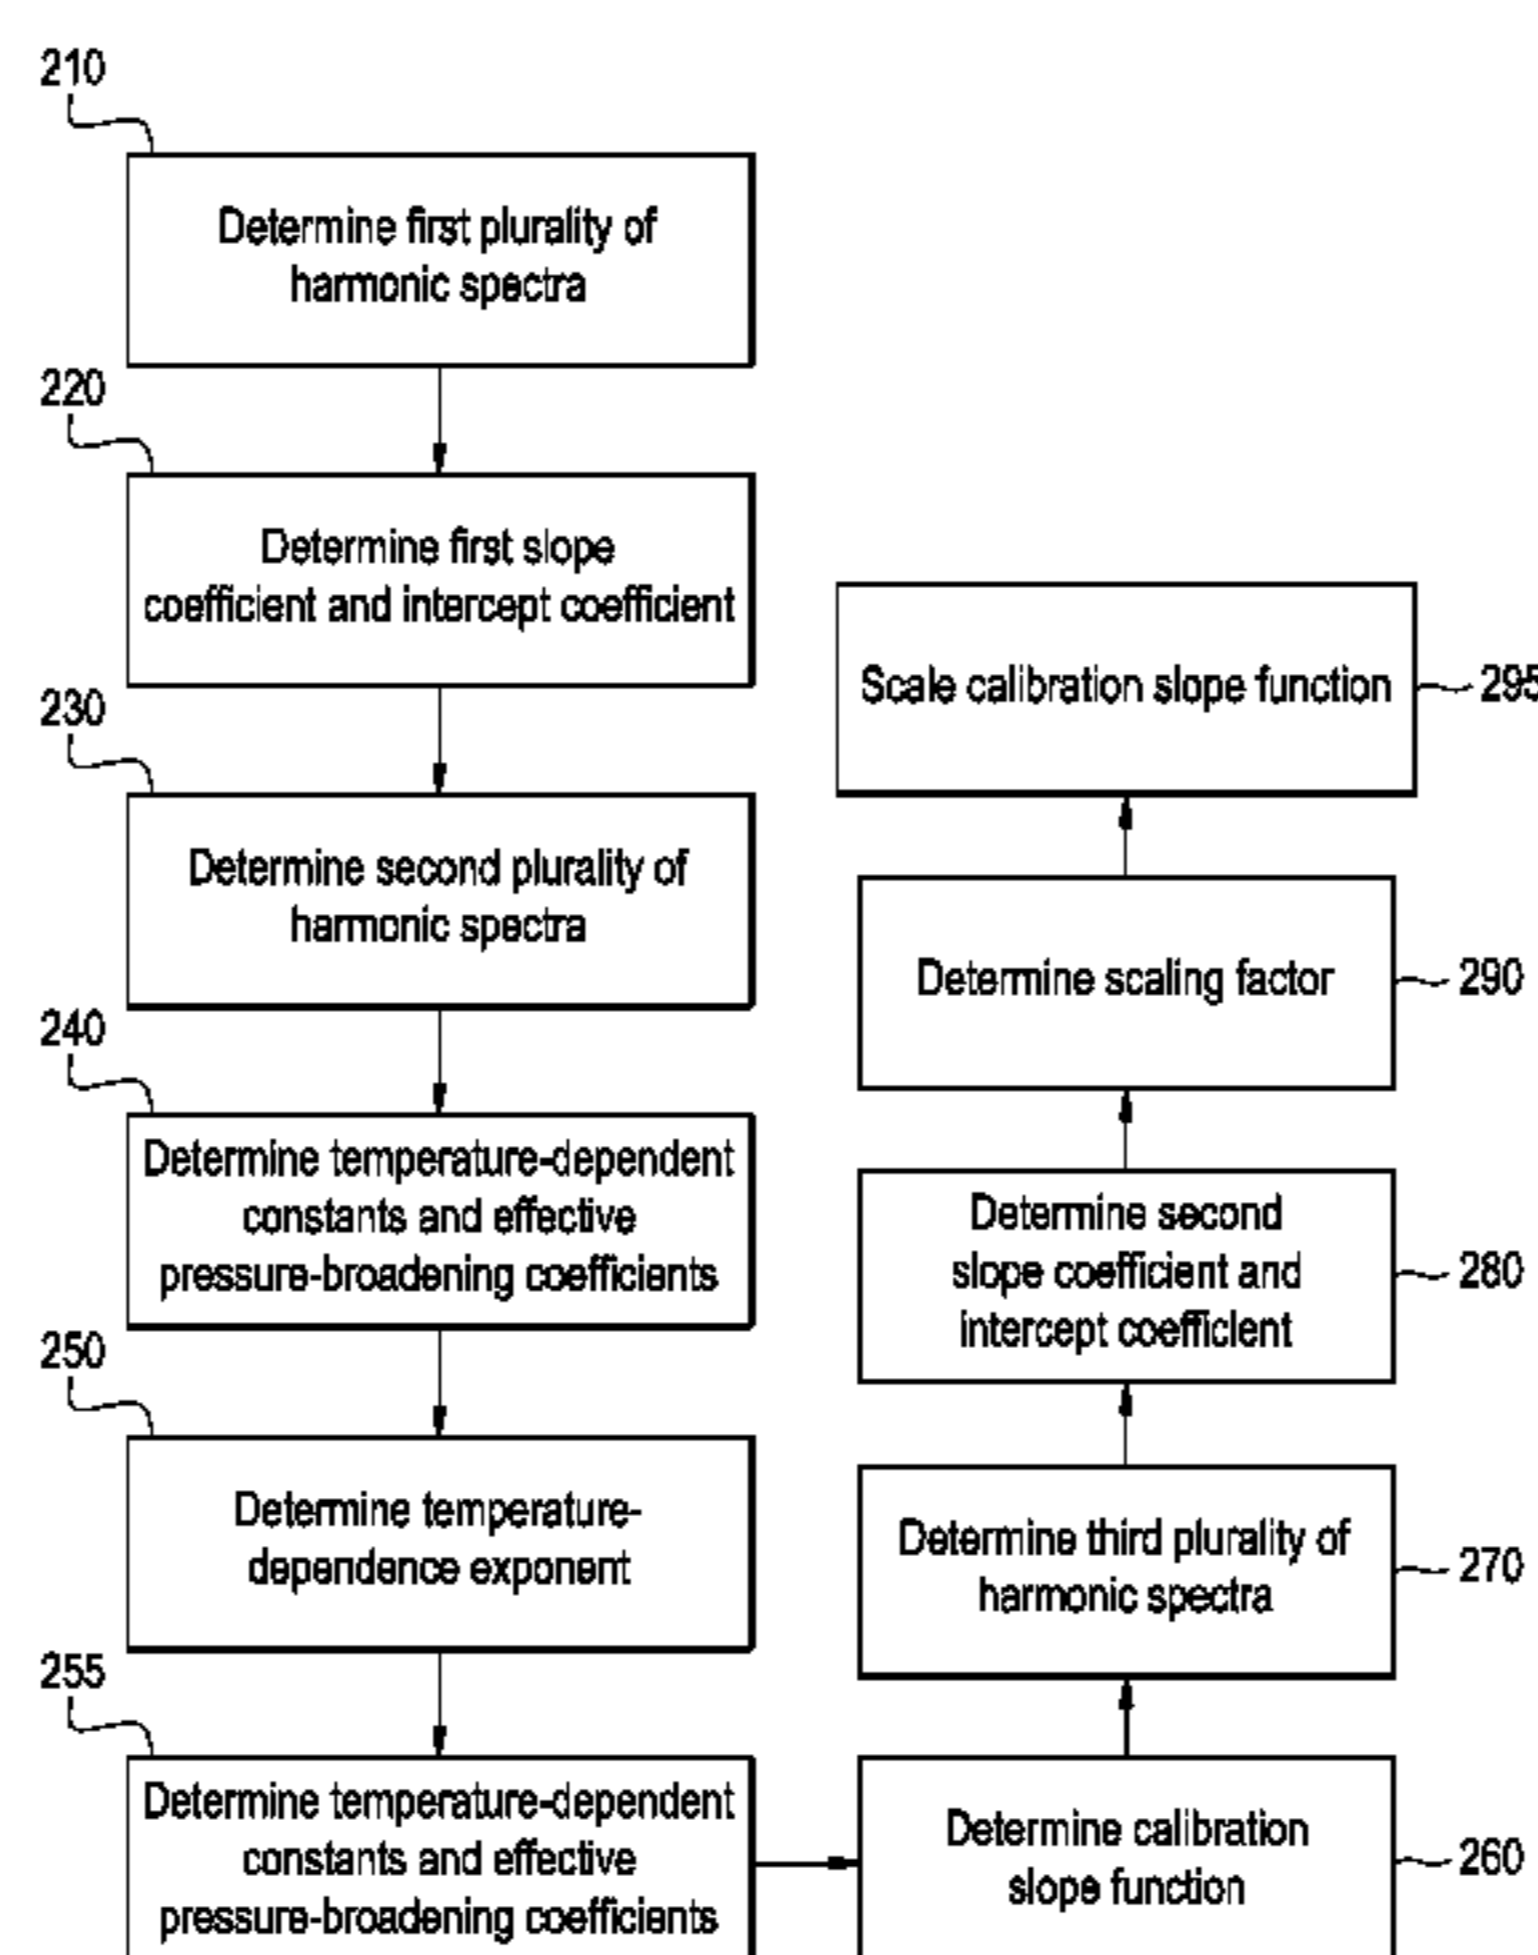 210
Determine first plurality of
harmonic spectra
220
Determine first slope
coefficient and intercept coefficient
230
Determine second plurality of
harmonic spectra
240
Determine temperature-dependent
constants and effective
pressure-broadening coefficients
250
Determine temperature-
dependence exponent
255
Determine temperature-dependent
constants and effective
pressure-broadening coefficients
Determine calibration
slope function
260
Determine third plurality of
harmonic spectra
270
Determine second
slope coefficient and
intercept coefficient
280
Determine scaling factor
290
Scale calibration slope function
295